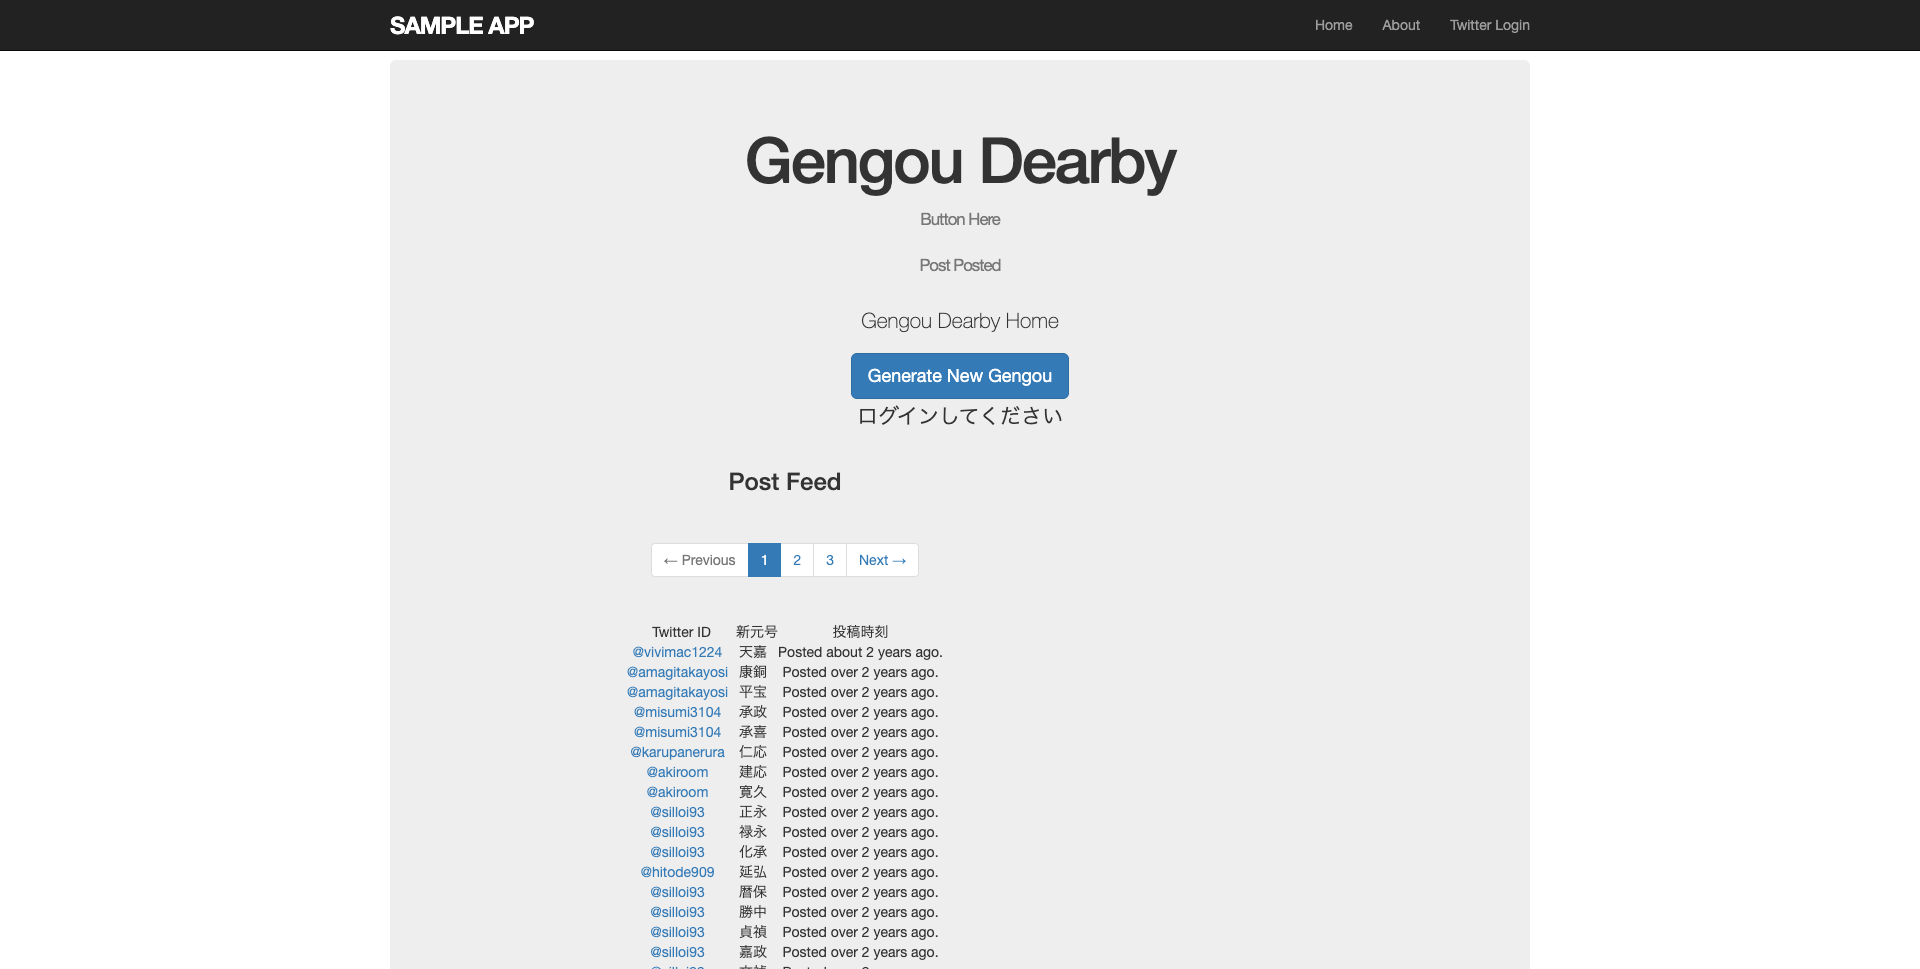 SAMPLE APP Home About Twitter Login
Gengou Dearby
Button Here
Post Posted
Gengou Dearby Home
Generate New Gengou
ログインしてください
Post Feed
← Previous 1 2 3 Next →
Twitter ID 新元号 投稿時刻
@vivimac1224 天嘉 Posted about 2 years ago.
@amagitakayosi 康銅 Posted over 2 years ago.
@amagitakayosi 平宝 Posted over 2 years ago.
@misumi3104 承政 Posted over 2 years ago.
@misumi3104 承喜 Posted over 2 years ago.
@karupanerura 仁応 Posted over 2 years ago.
@akiroom 建応 Posted over 2 years ago.
@akiroom 寛久 Posted over 2 years ago.
@silloi93 正永 Posted over 2 years ago.
@silloi93 禄永 Posted over 2 years ago.
@silloi93 化承 Posted over 2 years ago.
@hitode909 延弘 Posted over 2 years ago.
@silloi93 暦保 Posted over 2 years ago.
@silloi93 勝中 Posted over 2 years ago.
@silloi93 貞禎 Posted over 2 years ago.
@silloi93 嘉政 Posted over 2 years ago.